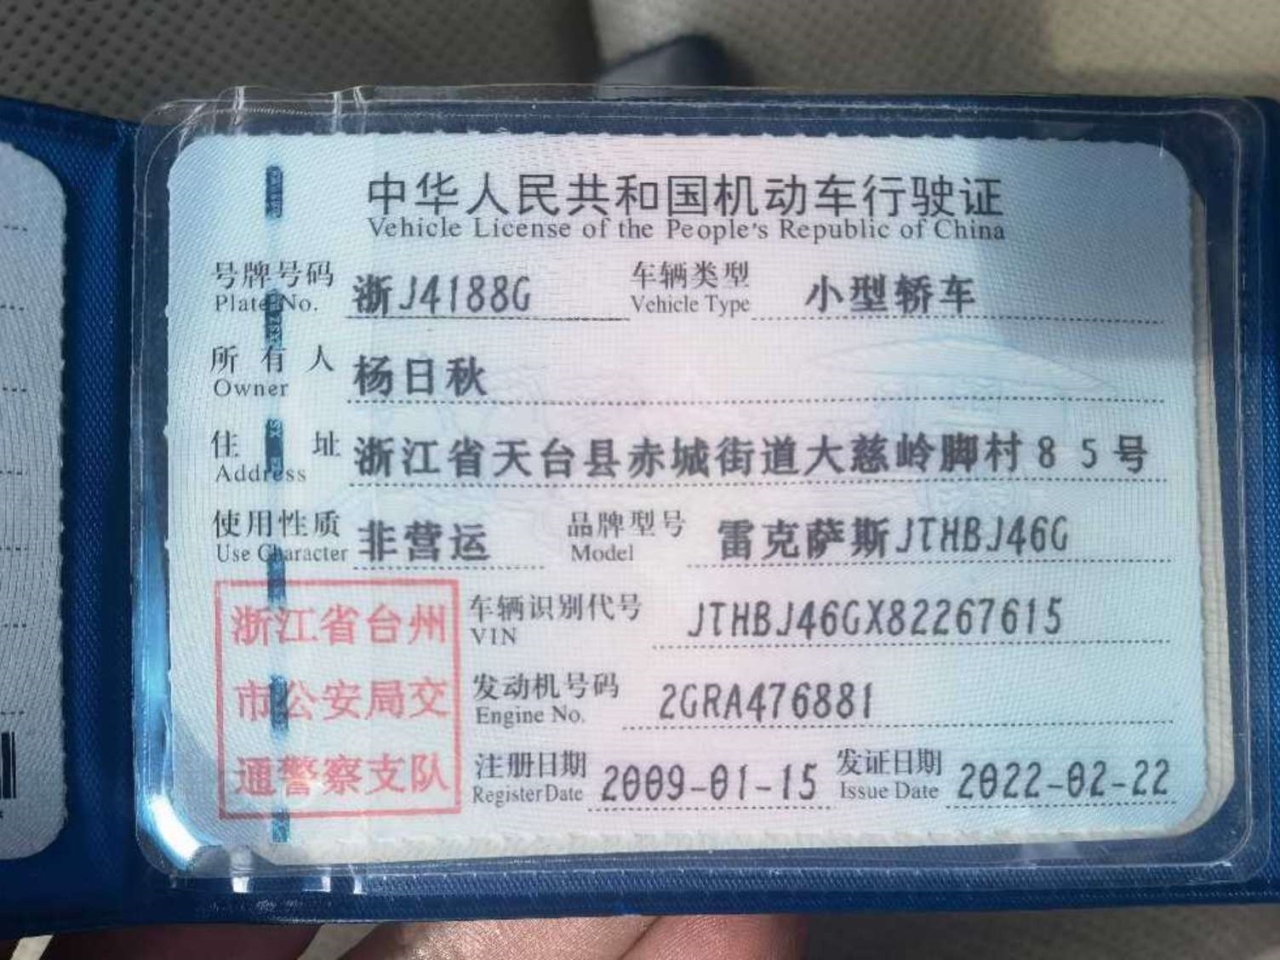 中华人民共和国机动车行驶证
Vehicle License of the People's Republic of China
号牌号码 浙J4188G 车辆类型 小型轿车
Plate No. Vehicle Type
所有人 杨日秋
Owner
住址 浙江省天台县赤城街道大慈岭脚村85号
Address
使用性质 非营运 品牌型号 雷克萨斯JTHBJ46G
Use Character Model
浙江省台州 车辆识别代号 JTHBJ46GX82267615
VIN
市公安局交 发动机号码 2GRA476881
Engine No.
通警察支队 注册日期 2009-01-15 发证日期 2022-02-22
Register Date Issue Date